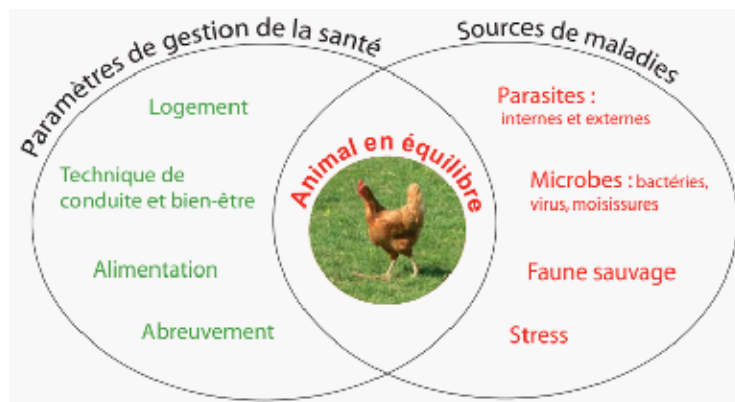 Paramètres de gestion de la santé
Logement
Technique de
conduite et bien-être
Alimentation
Abreuvement
Animal en équilibre
Sources de maladies
Parasites :
internes et externes
Microbes : bactéries,
virus, moisissures
Faune sauvage
Stress